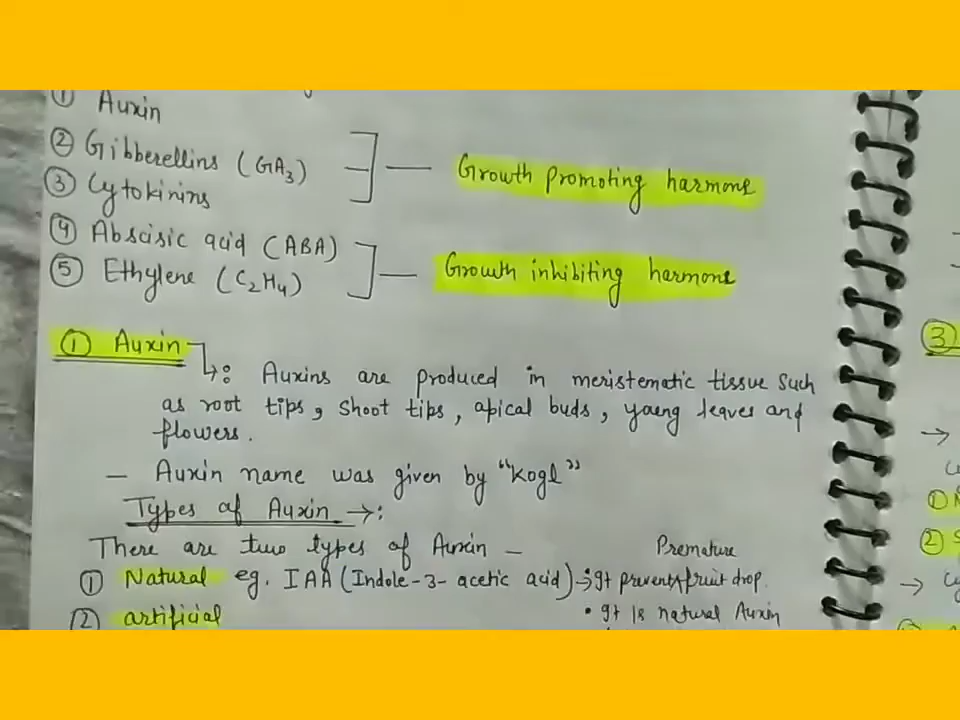 ① Auxin
② Gibberellins (GA3)
③ Cytokinins
Growth promoting harmone
④ Abscisic acid (ABA)
⑤ Ethylene (C2H4)
Growth inhibiting harmone
① Auxin
→: Auxins are produced in meristematic tissue such
as root tips, shoot tips, apical buds, young leaves and
flowers.
– Auxin name was given by "Kogl"
Types of Auxin →:
There are two types of Auxin –
① Natural eg. IAA (Indole-3-acetic acid) → It prevents Premature fruit drop.
• It is natural Auxin
② artificial
③
→
①
②
→